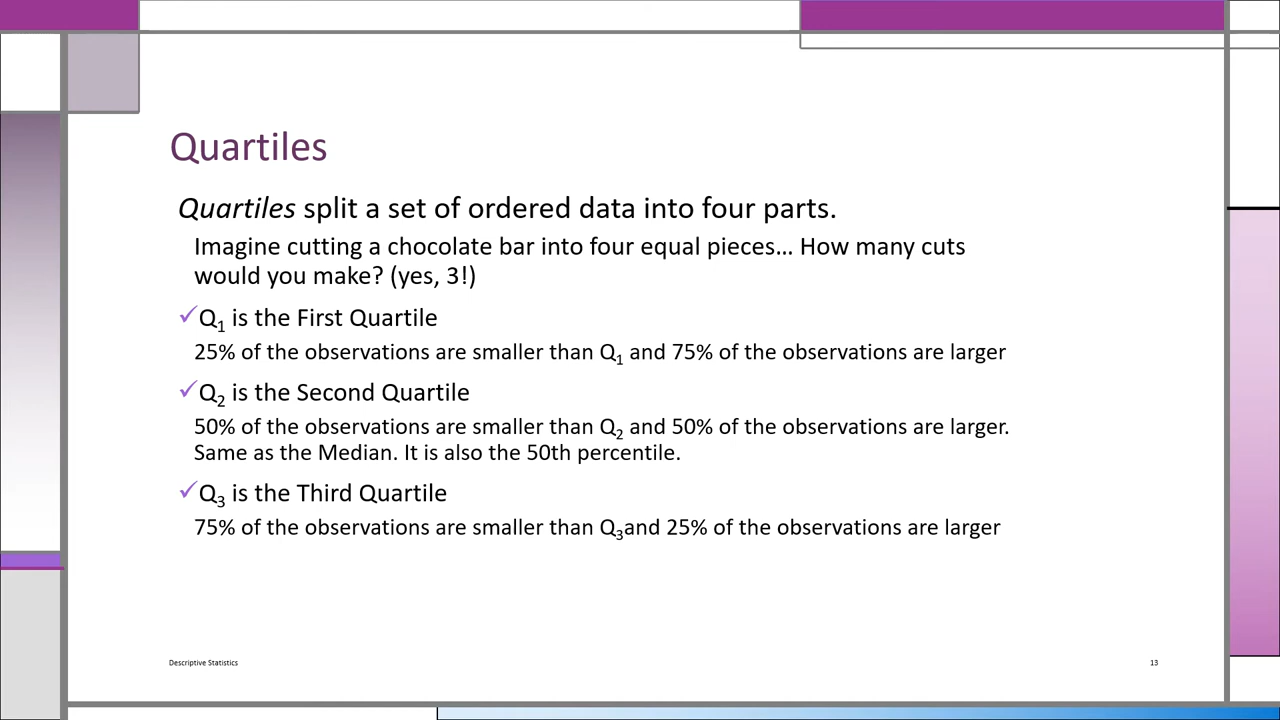 Quartiles
Quartiles split a set of ordered data into four parts.
Imagine cutting a chocolate bar into four equal pieces… How many cuts
would you make? (yes, 3!)
✓Q₁ is the First Quartile
25% of the observations are smaller than Q₁ and 75% of the observations are larger
✓Q₂ is the Second Quartile
50% of the observations are smaller than Q₂ and 50% of the observations are larger.
Same as the Median. It is also the 50th percentile.
✓Q₃ is the Third Quartile
75% of the observations are smaller than Q₃and 25% of the observations are larger
Descriptive Statistics
13